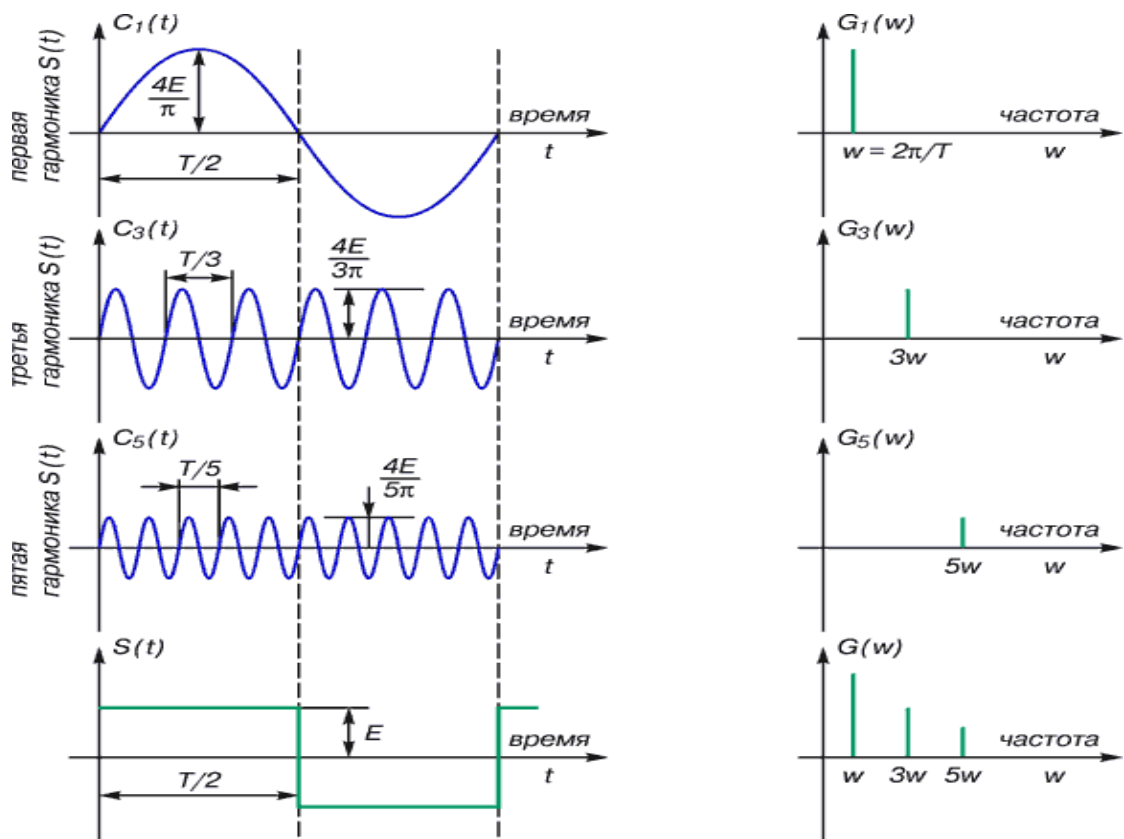 первая
гармоника S(t)
C₁(t)
4E
π
T/2
время
t
G₁(w)
w = 2π/T
частота
w
третья
гармоника S(t)
C₃(t)
T/3
4E
3π
время
t
G₃(w)
3w
частота
w
пятая
гармоника S(t)
C₅(t)
T/5
4E
5π
время
t
G₅(w)
5w
частота
w
S(t)
E
T/2
время
t
G(w)
w 3w 5w
частота
w